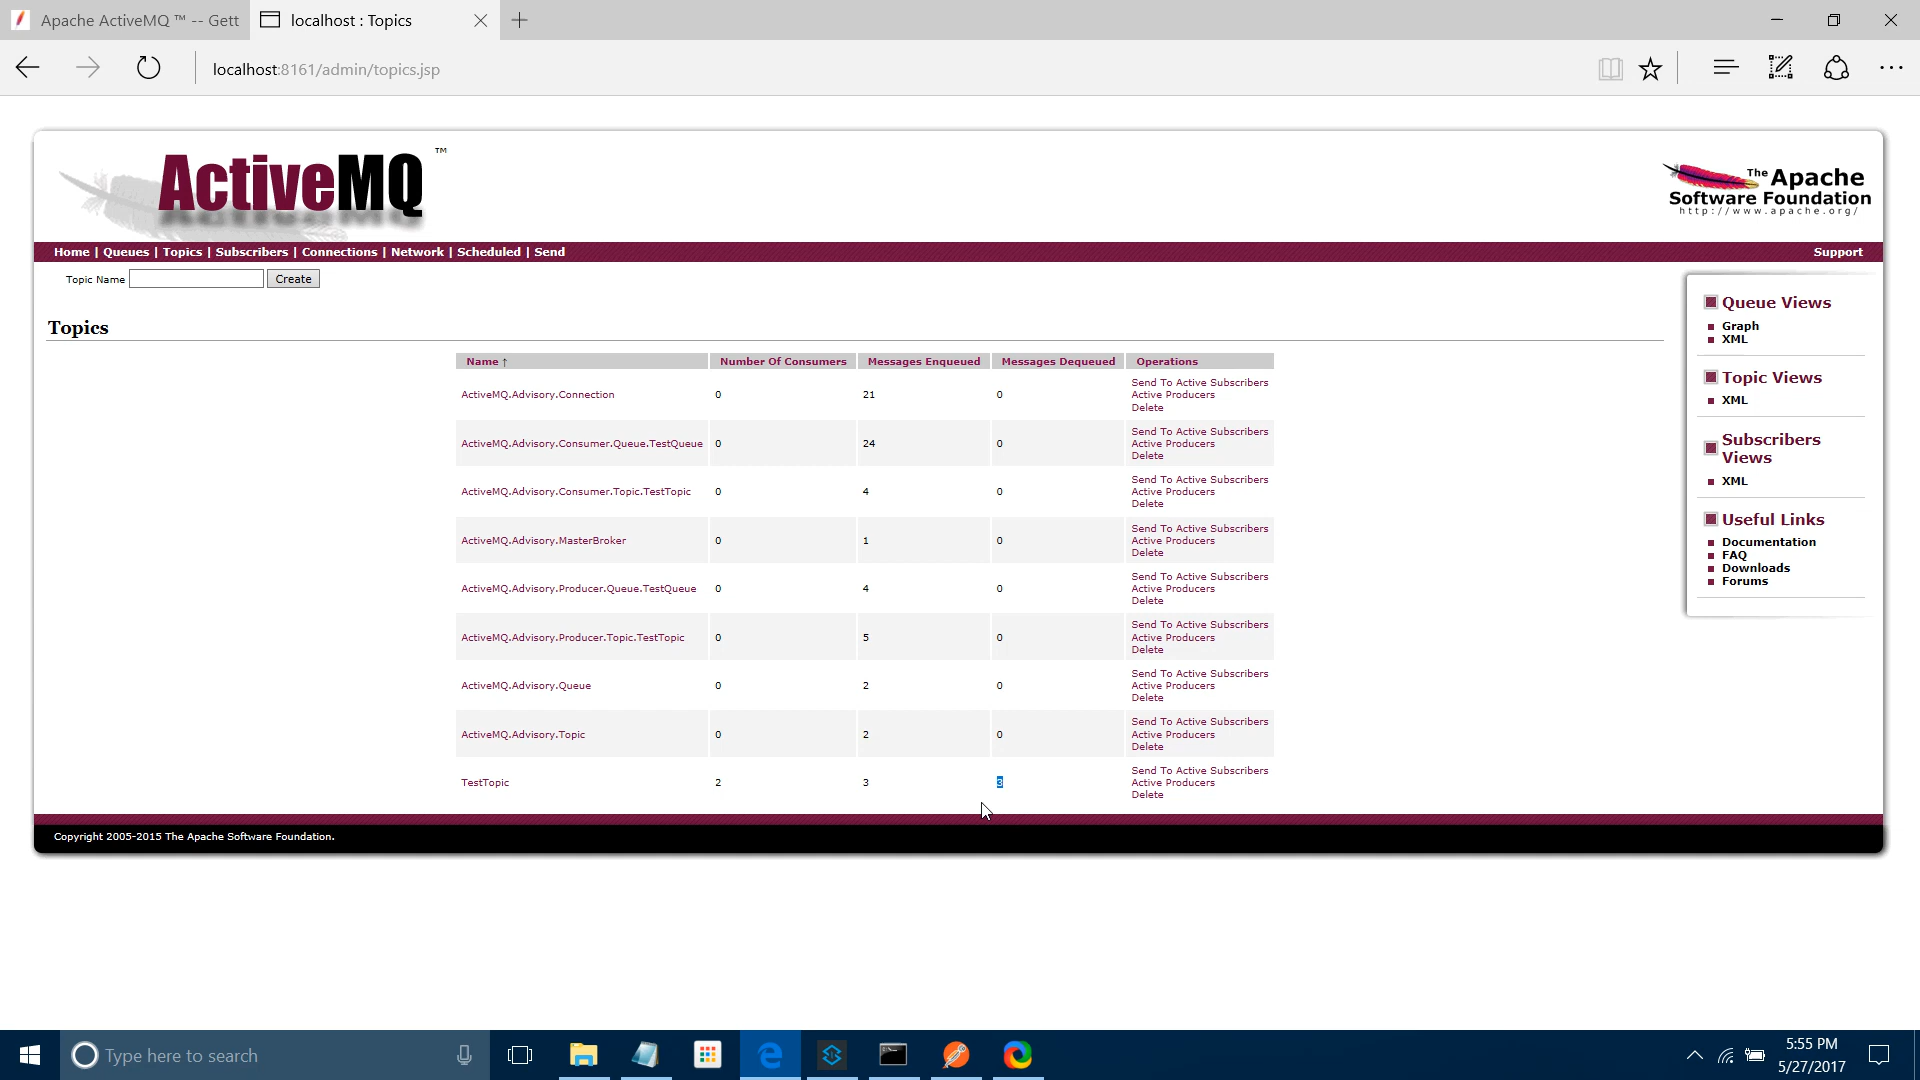 Apache ActiveMQ ™ -- Gett
localhost : Topics
localhost:8161/admin/topics.jsp
ActiveMQ ™
The Apache
Software Foundation
http://www.apache.org/
Home | Queues | Topics | Subscribers | Connections | Network | Scheduled | Send
Support
Topic Name
Create
Topics
Name ↑ Number Of Consumers Messages Enqueued Messages Dequeued Operations
ActiveMQ.Advisory.Connection 0 21 0 Send To Active Subscribers
Active Producers
Delete
ActiveMQ.Advisory.Consumer.Queue.TestQueue 0 24 0 Send To Active Subscribers
Active Producers
Delete
ActiveMQ.Advisory.Consumer.Topic.TestTopic 0 4 0 Send To Active Subscribers
Active Producers
Delete
ActiveMQ.Advisory.MasterBroker 0 1 0 Send To Active Subscribers
Active Producers
Delete
ActiveMQ.Advisory.Producer.Queue.TestQueue 0 4 0 Send To Active Subscribers
Active Producers
Delete
ActiveMQ.Advisory.Producer.Topic.TestTopic 0 5 0 Send To Active Subscribers
Active Producers
Delete
ActiveMQ.Advisory.Queue 0 2 0 Send To Active Subscribers
Active Producers
Delete
ActiveMQ.Advisory.Topic 0 2 0 Send To Active Subscribers
Active Producers
Delete
TestTopic 2 3 3 Send To Active Subscribers
Active Producers
Delete
Queue Views
Graph
XML
Topic Views
XML
Subscribers
Views
XML
Useful Links
Documentation
FAQ
Downloads
Forums
Copyright 2005-2015 The Apache Software Foundation.
Type here to search
5:55 PM
5/27/2017